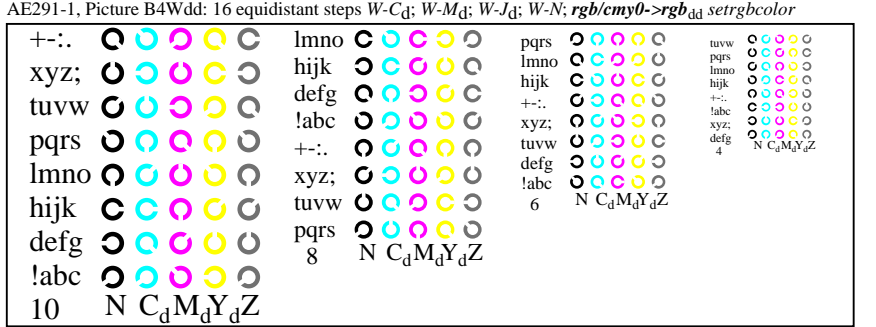 AE291-1, Picture B4Wdd: 16 equidistant steps W-Cd; W-Md; W-Jd; W-N; rgb/cmy0->rgbdd setrgbcolor
+-:.
xyz;
tuvw
pqrs
lmno
hijk
defg
!abc
10 N CdMdYdZ
lmno
hijk
defg
!abc
+-:.
xyz;
tuvw
pqrs
8 N CdMdYdZ
pqrs
lmno
hijk
+-:.
xyz;
tuvw
defg
!abc
6 N CdMdYdZ
tuvw
pqrs
lmno
hijk
+-:.
!abc
xyz;
defg
4 N CdMdYdZ